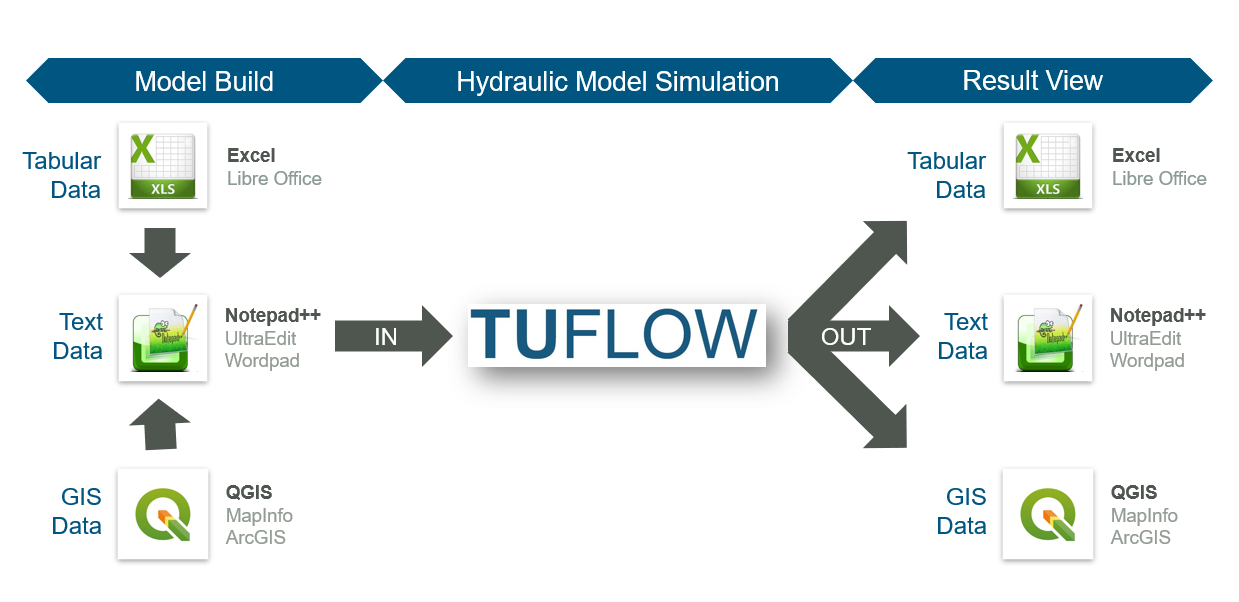 Model Build
Hydraulic Model Simulation
Result View
Tabular
Data
XLS
Excel
Libre Office
Text
Data
Notepad++
UltraEdit
Wordpad
GIS
Data
QGIS
MapInfo
ArcGIS
IN
TUFLOW
OUT
Tabular
Data
XLS
Excel
Libre Office
Text
Data
Notepad++
UltraEdit
Wordpad
GIS
Data
QGIS
MapInfo
ArcGIS